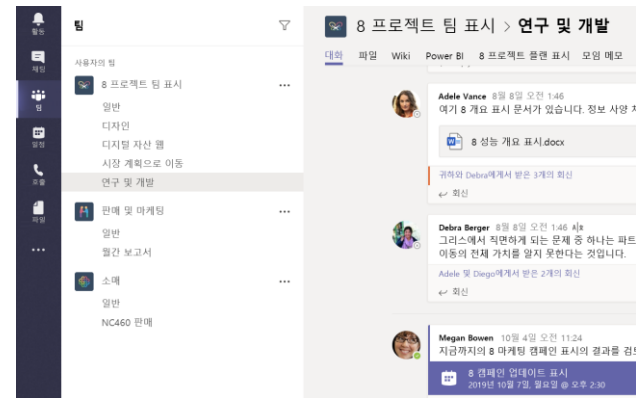 활동
채팅
팀
일정
호출
파일
팀
사용자의 팀
8 프로젝트 팀 표시
일반
디자인
디지털 자산 웹
시장 계획으로 이동
연구 및 개발
판매 및 마케팅
일반
월간 보고서
소매
일반
NC460 판매
8 프로젝트 팀 표시 > 연구 및 개발
대화 파일 Wiki Power BI 8 프로젝트 플랜 표시 모임 메모
Adele Vance 8월 8일 오전 1:46
여기 8 개요 표시 문서가 있습니다. 정보 사양
8 성능 개요 표시.docx
귀하와 Debra에게서 받은 3개의 회신
회신
Debra Berger 8월 8일 오전 1:46
그리스에서 직면하게 되는 문제 중 하나는 파트
이동의 전체 가치를 알지 못한다는 것입니다.
Adele 및 Diego에게서 받은 2개의 회신
회신
Megan Bowen 10월 4일 오전 11:24
지금까지의 8 마케팅 캠페인 표시의 결과를 검토
8 캠페인 업데이트 표시
2019년 10월 7일, 월요일 @ 오후 2:30